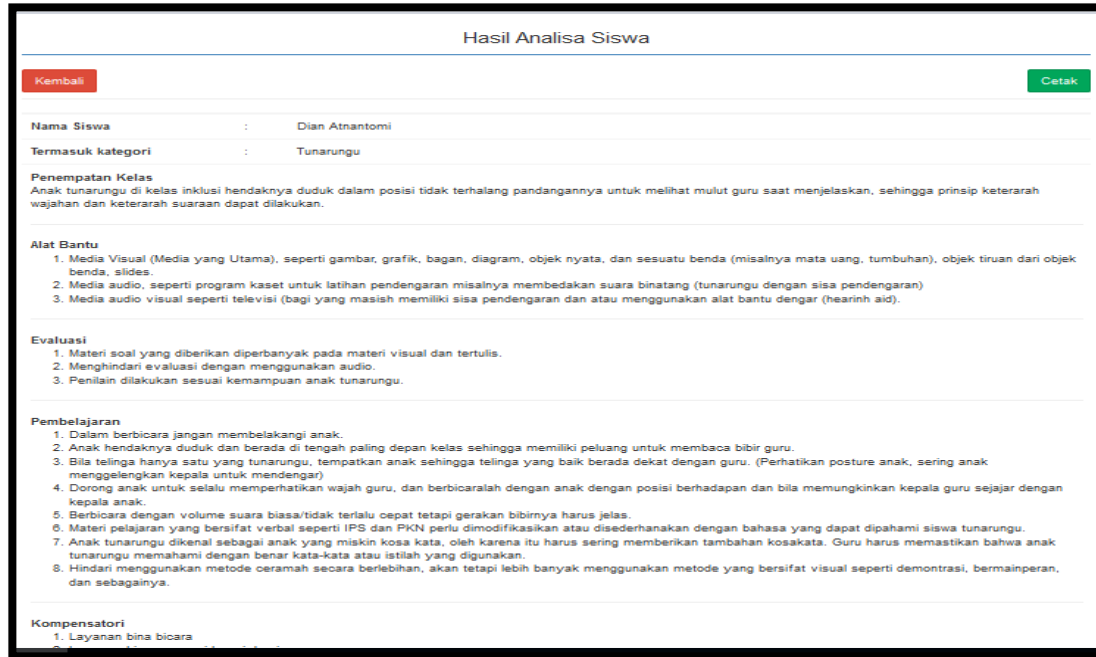 Hasil Analisa Siswa
Kembali
Cetak
Nama Siswa : Dian Atnantomi
Termasuk kategori : Tunarungu
Penempatan Kelas
Anak tunarungu di kelas inklusi hendaknya duduk dalam posisi tidak terhalang pandangannya untuk melihat mulut guru saat menjelaskan, sehingga prinsip keterarah
wajahan dan keterarah suaraan dapat dilakukan.
Alat Bantu
1. Media Visual (Media yang Utama), seperti gambar, grafik, bagan, diagram, objek nyata, dan sesuatu benda (misalnya mata uang, tumbuhan), objek tiruan dari objek
benda, slides.
2. Media audio, seperti program kaset untuk latihan pendengaran misalnya membedakan suara binatang (tunarungu dengan sisa pendengaran)
3. Media audio visual seperti televisi (bagi yang masish memiliki sisa pendengaran dan atau menggunakan alat bantu dengar (hearinh aid).
Evaluasi
1. Materi soal yang diberikan diperbanyak pada materi visual dan tertulis.
2. Menghindari evaluasi dengan menggunakan audio.
3. Penilain dilakukan sesuai kemampuan anak tunarungu.
Pembelajaran
1. Dalam berbicara jangan membelakangi anak.
2. Anak hendaknya duduk dan berada di tengah paling depan kelas sehingga memiliki peluang untuk membaca bibir guru.
3. Bila telinga hanya satu yang tunarungu, tempatkan anak sehingga telinga yang baik berada dekat dengan guru. (Perhatikan posture anak, sering anak
menggelengkan kepala untuk mendengar)
4. Dorong anak untuk selalu memperhatikan wajah guru, dan berbicaralah dengan anak dengan posisi berhadapan dan bila memungkinkan kepala guru sejajar dengan
kepala anak.
5. Berbicara dengan volume suara biasa/tidak terlalu cepat tetapi gerakan bibirnya harus jelas.
6. Materi pelajaran yang bersifat verbal seperti IPS dan PKN perlu dimodifikasikan atau disederhanakan dengan bahasa yang dapat dipahami siswa tunarungu.
7. Anak tunarungu dikenal sebagai anak yang miskin kosa kata, oleh karena itu harus sering memberikan tambahan kosakata. Guru harus memastikan bahwa anak
tunarungu memahami dengan benar kata-kata atau istilah yang digunakan.
8. Hindari menggunakan metode ceramah secara berlebihan, akan tetapi lebih banyak menggunakan metode yang bersifat visual seperti demontrasi, bermainperan,
dan sebagainya.
Kompensatori
1. Layanan bina bicara